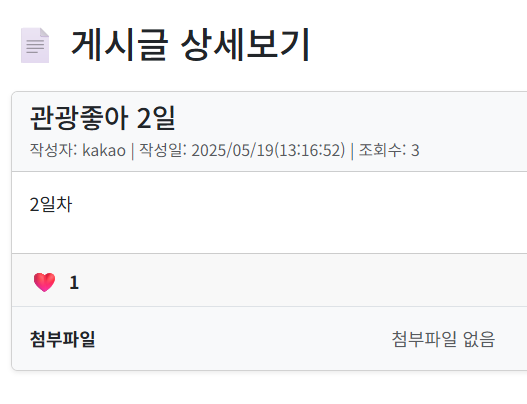 게시글 상세보기
관광좋아 2일
작성자: kakao | 작성일: 2025/05/19(13:16:52) | 조회수: 3
2일차
1
첨부파일 첨부파일 없음